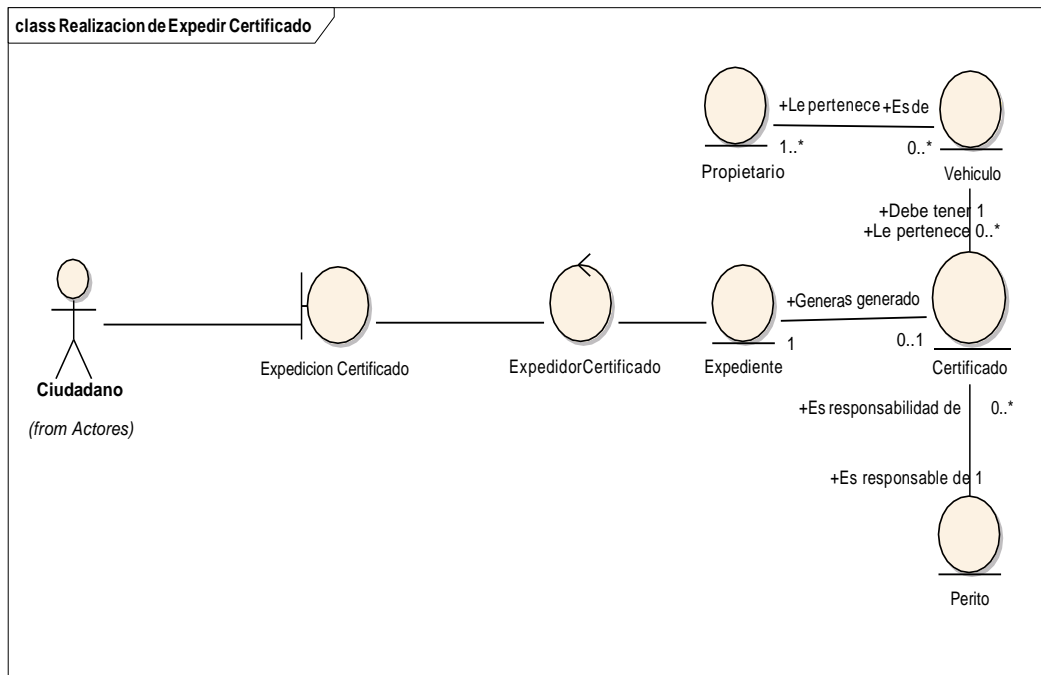 class Realizacion de Expedir Certificado
+Le pertenece +Es de
1..* 0..*
Propietario Vehiculo
+Debe tener 1
+Le pertenece 0..*
+Generas generado
1 0..1
Expedicion Certificado ExpedidorCertificado Expediente Certificado
Ciudadano
(from Actores)
+Es responsabilidad de 0..*
+Es responsable de 1
Perito